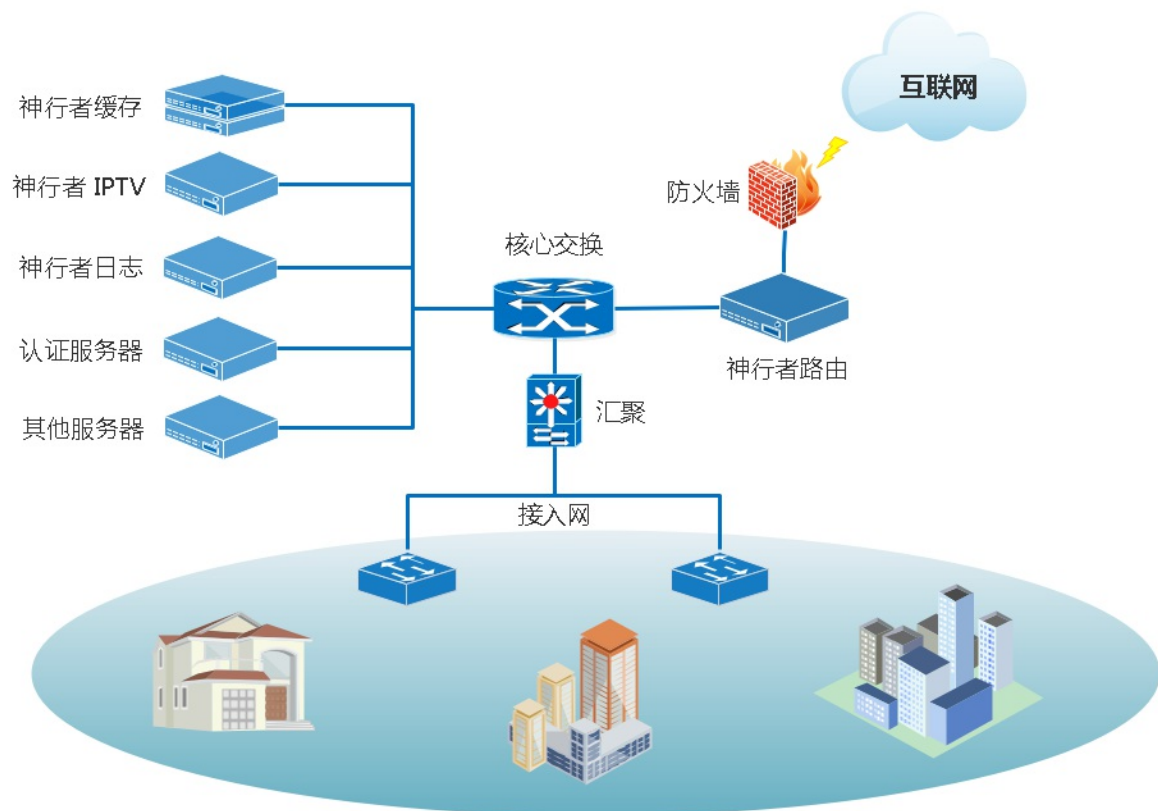 互联网
神行者缓存
神行者 IPTV
防火墙
核心交换
神行者日志
认证服务器
神行者路由
汇聚
其他服务器
接入网